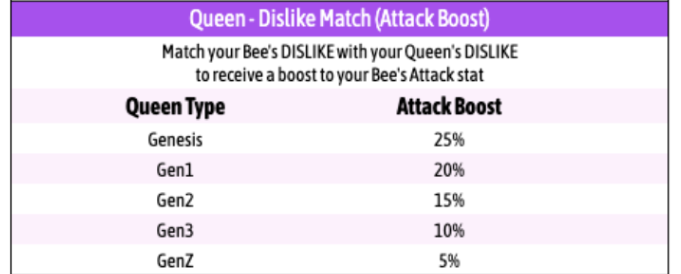 Queen - Dislike Match (Attack Boost)
Match your Bee's DISLIKE with your Queen's DISLIKE
to receive a boost to your Bee's Attack stat
Queen Type Attack Boost
Genesis 25%
Gen1 20%
Gen2 15%
Gen3 10%
GenZ 5%